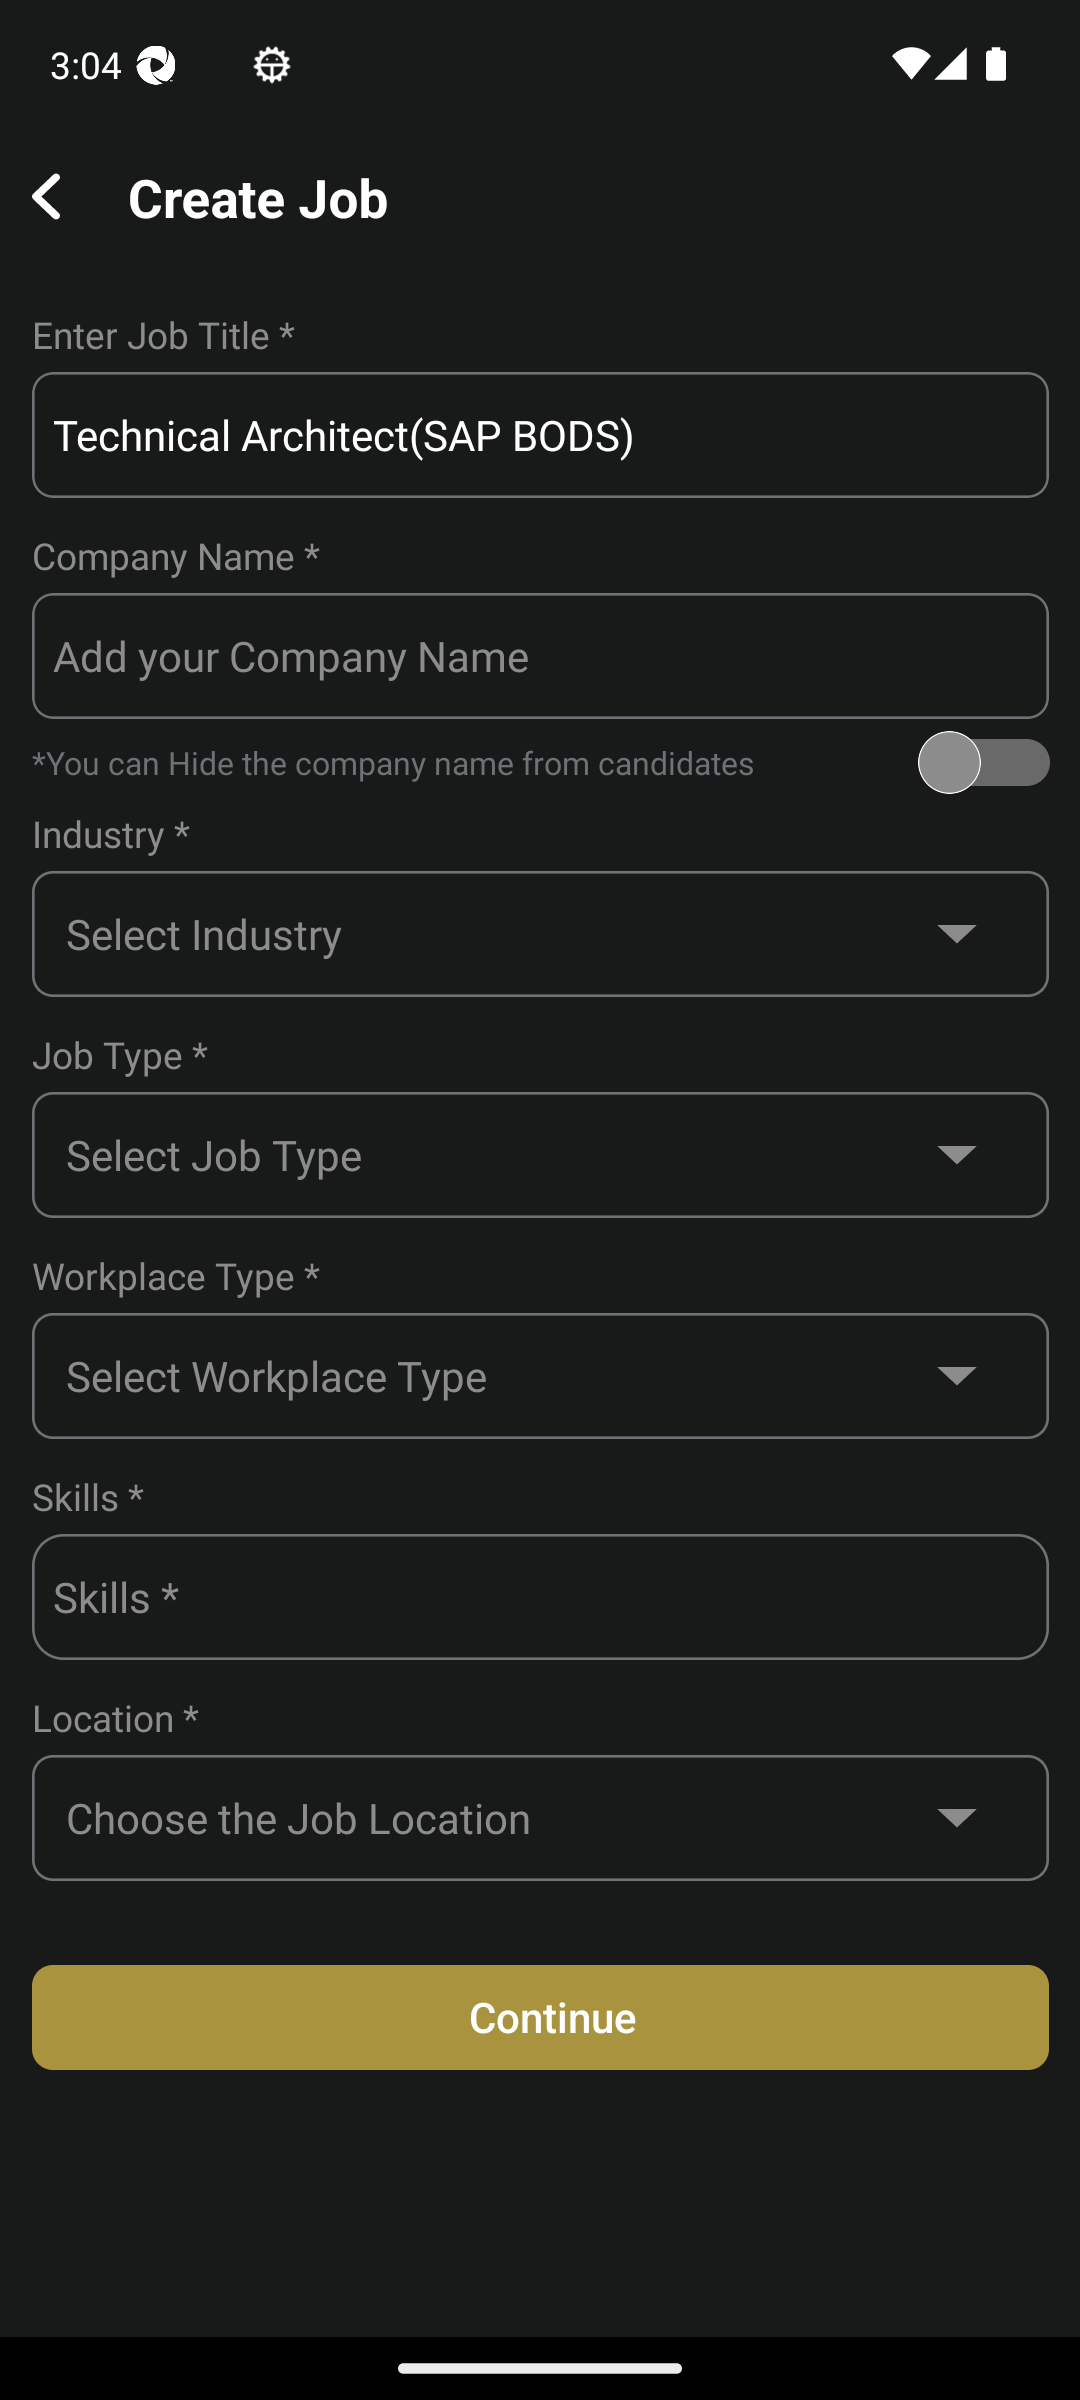 3:04
Create Job
Enter Job Title *
Technical Architect(SAP BODS)
Company Name *
Add your Company Name
*You can Hide the company name from candidates
Industry *
Select Industry
Job Type *
Select Job Type
Workplace Type *
Select Workplace Type
Skills *
Skills *
Location *
Choose the Job Location
Continue